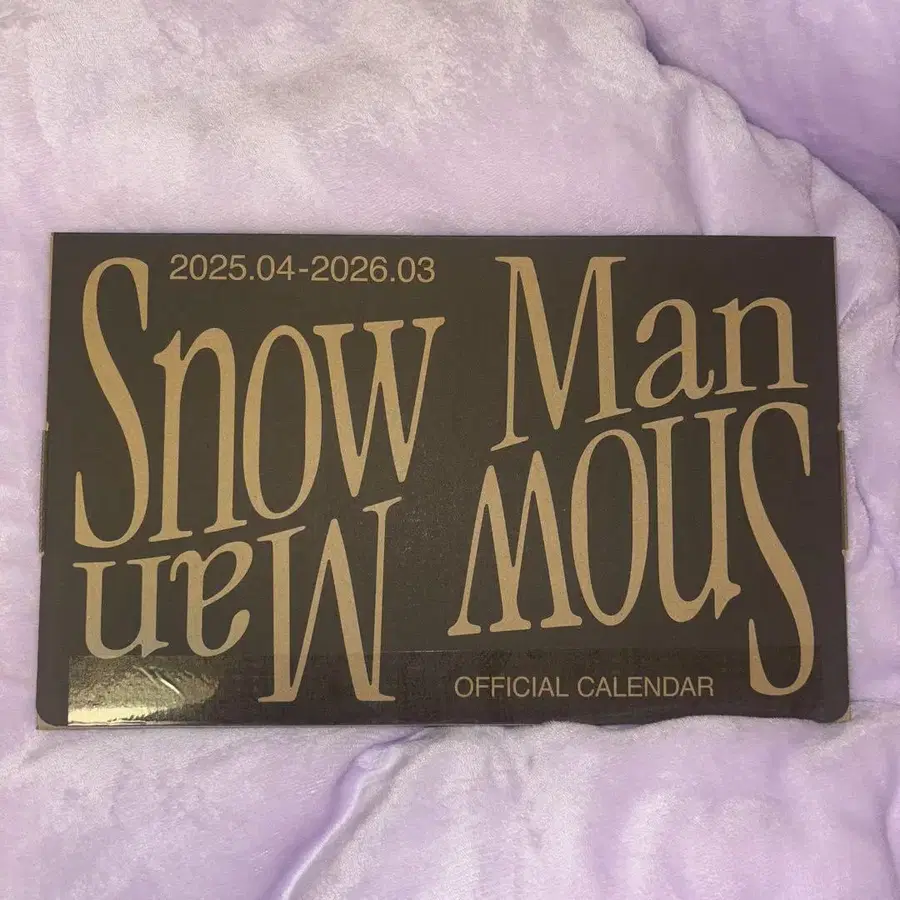 2025.04-2026.03
Snow Man
Snow Man
OFFICIAL CALENDAR